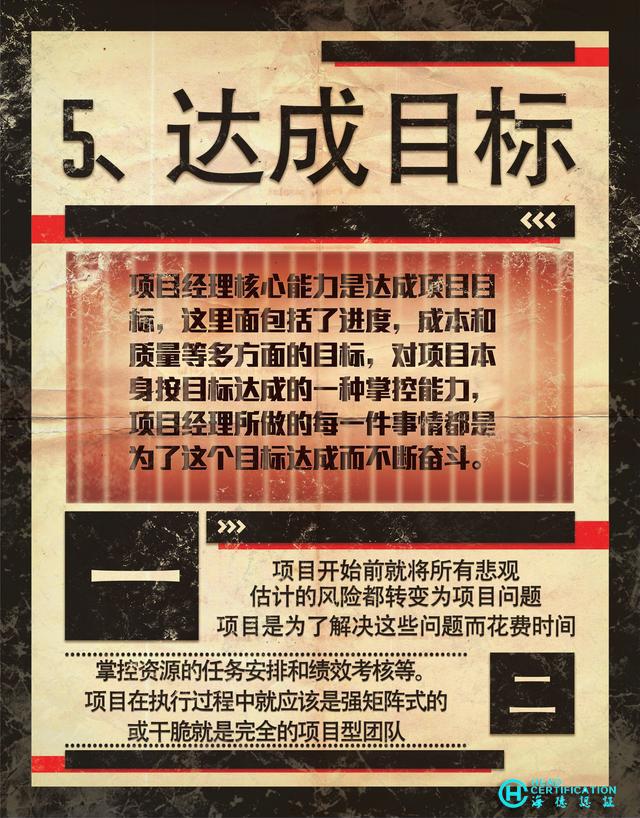 5、达成目标
项目经理核心能力是达成项目目
标，这里面包括了进度，成本和
质量等多方面的目标，对项目本
身按目标达成的一种掌控能力，
项目经理所做的每一件事情都是
为了这个目标达成而不断奋斗。
一
项目开始前就将所有悲观
估计的风险都转变为项目问题
项目是为了解决这些问题而花费时间
掌控资源的任务安排和绩效考核等。
项目在执行过程中就应该是强矩阵式的
或干脆就是完全的项目型团队
二
CERTIFICATION
海德认证